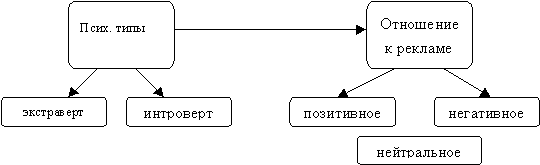 Псих. типы
Отношение
к рекламе
экстраверт
интроверт
позитивное
негативное
нейтральное